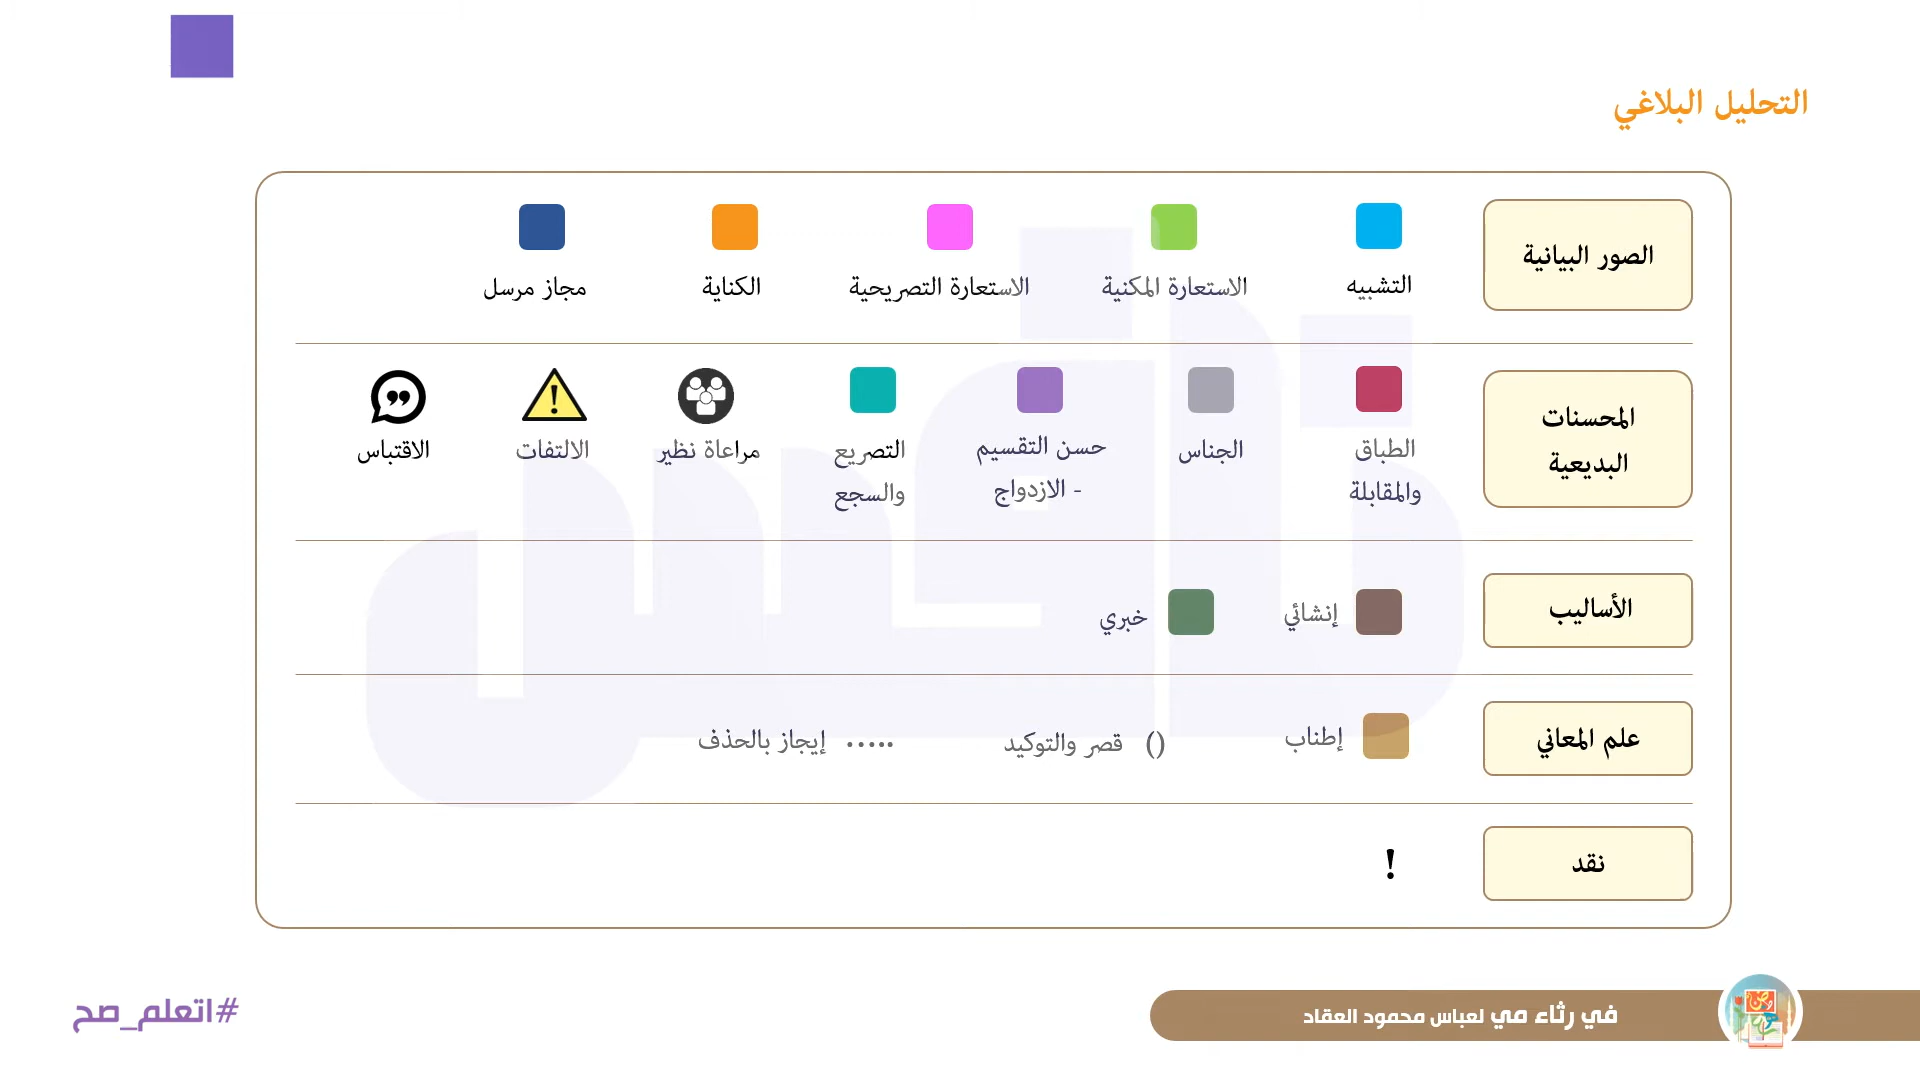 التحليل البلاغي
الصور البيانية
التشبيه
الاستعارة المكنية
الاستعارة التصريحية
الكناية
مجاز مرسل
المحسنات
البديعية
الطباق
والمقابلة
الجناس
حسن التقسيم
- الازدواج
التصريع
والسجع
مراعاة نظير
الالتفات
الاقتباس
الأساليب
إنشائي
خبري
علم المعاني
إطناب
() قصر والتوكيد
..... إيجاز بالحذف
نقد
!
في رثاء مي لعباس محمود العقاد
#اتعلم_صح
نافس